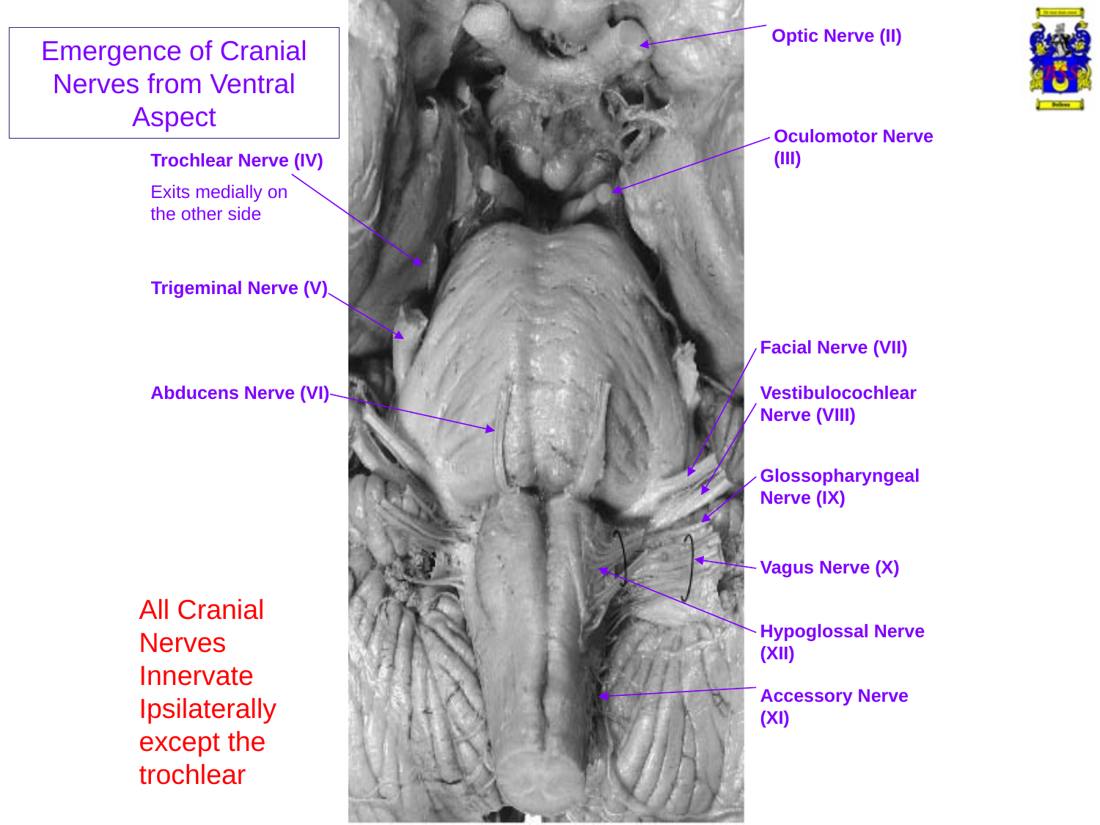 Emergence of Cranial
Nerves from Ventral
Aspect
Optic Nerve (II)
Oculomotor Nerve
(III)
Trochlear Nerve (IV)
Exits medially on
the other side
Trigeminal Nerve (V)
Facial Nerve (VII)
Abducens Nerve (VI)
Vestibulocochlear
Nerve (VIII)
Glossopharyngeal
Nerve (IX)
Vagus Nerve (X)
Hypoglossal Nerve
(XII)
Accessory Nerve
(XI)
All Cranial
Nerves
Innervate
Ipsilaterally
except the
trochlear